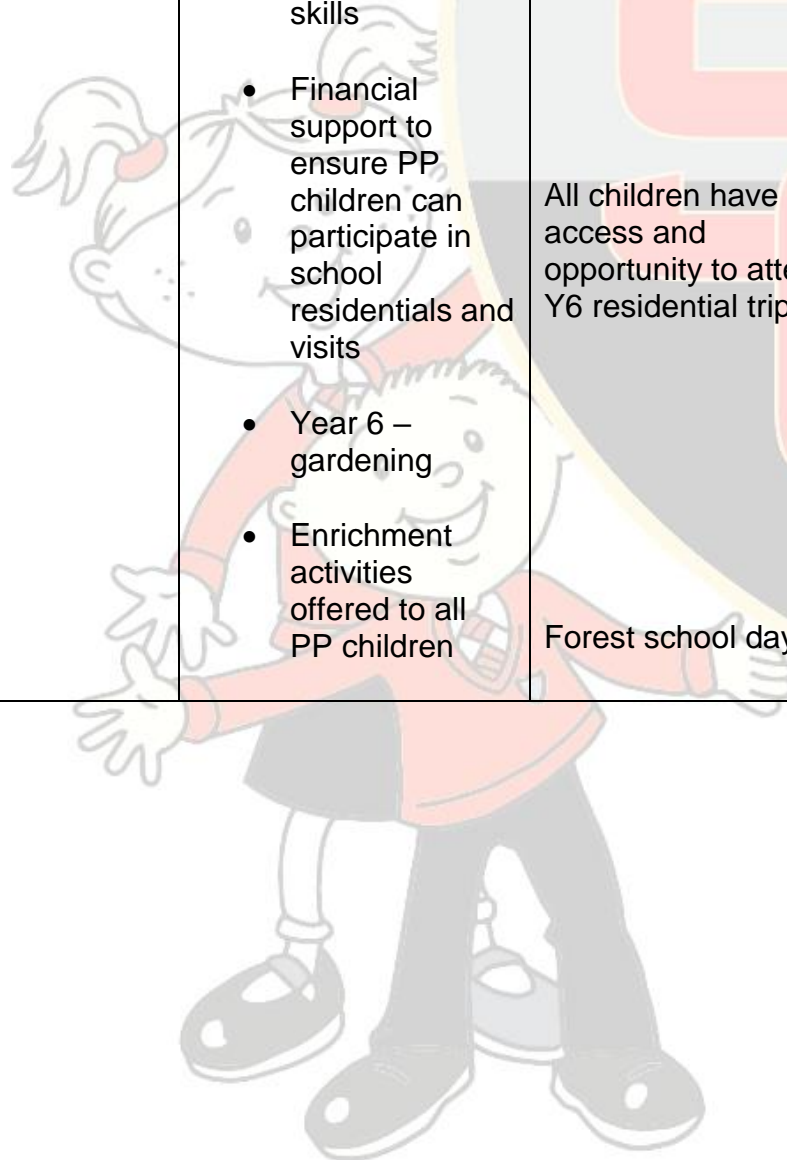 skills
• Financial
support to
ensure PP
children can
participate in
school
residentials and
visits
• Year 6 –
gardening
• Enrichment
activities
offered to all
PP children
All children have
access and
opportunity to
Y6 residential
Forest school